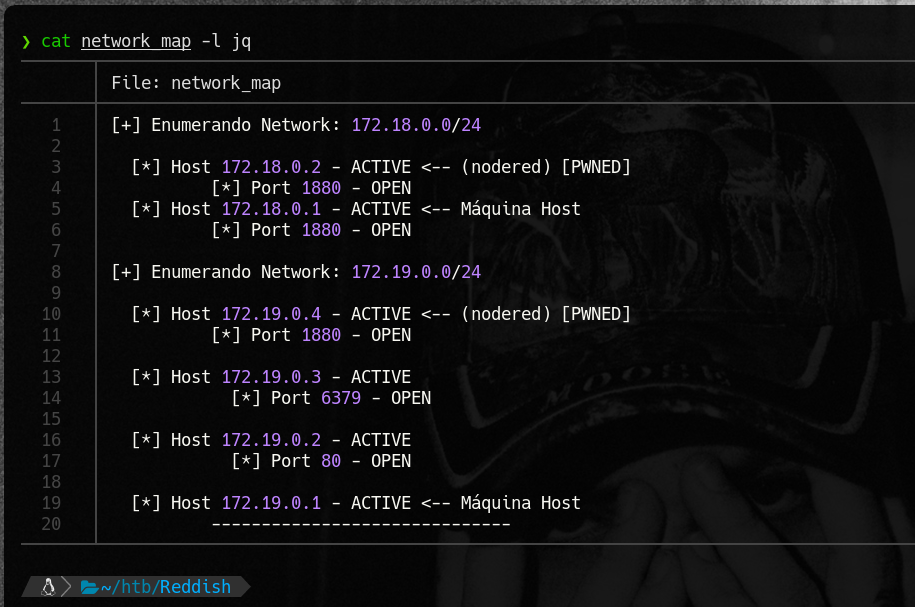 ❯ cat network_map -l jq
File: network_map
1 [+] Enumerando Network: 172.18.0.0/24
2
3 [*] Host 172.18.0.2 - ACTIVE <-- (nodered) [PWNED]
4 [*] Port 1880 - OPEN
5 [*] Host 172.18.0.1 - ACTIVE <-- Máquina Host
6 [*] Port 1880 - OPEN
7
8 [+] Enumerando Network: 172.19.0.0/24
9
10 [*] Host 172.19.0.4 - ACTIVE <-- (nodered) [PWNED]
11 [*] Port 1880 - OPEN
12
13 [*] Host 172.19.0.3 - ACTIVE
14 [*] Port 6379 - OPEN
15
16 [*] Host 172.19.0.2 - ACTIVE
17 [*] Port 80 - OPEN
18
19 [*] Host 172.19.0.1 - ACTIVE <-- Máquina Host
20 ------------------------------
~/htb/Reddish